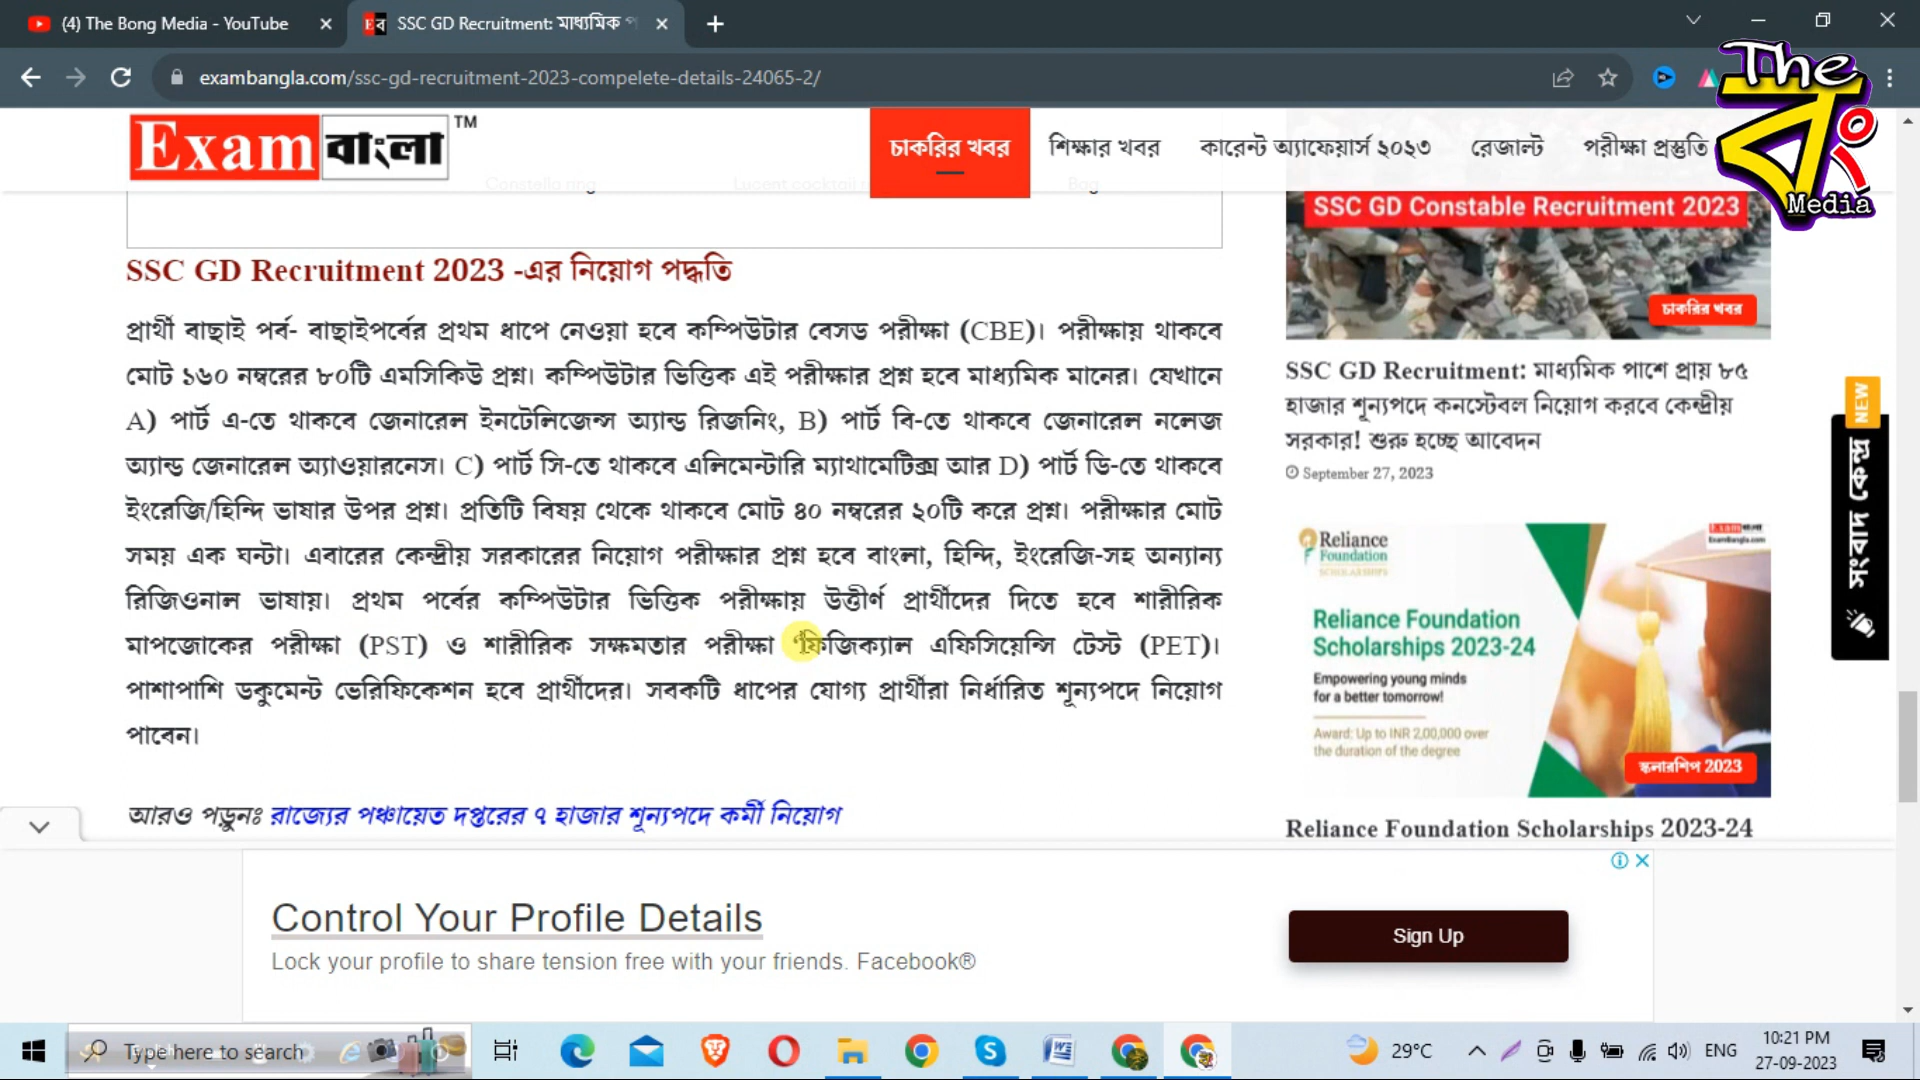 (4) The Bong Media - YouTube
SSC GD Recruitment: মাধ্যমিক প
exambangla.com/ssc-gd-recruitment-2023-compelete-details-24065-2/
The বং Media
Exam বাংলা TM
চাকরির খবর
শিক্ষার খবর
কারেন্ট অ্যাফেয়ার্স ২০২৩
রেজাল্ট
পরীক্ষা প্রস্তুতি
Constello ring
Lucent cocktail
Bag
SSC GD Recruitment 2023 -এর নিয়োগ পদ্ধতি
প্রার্থী বাছাই পর্ব- বাছাইপর্বের প্রথম ধাপে নেওয়া হবে কম্পিউটার বেসড পরীক্ষা (CBE)। পরীক্ষায় থাকবে
মোট ১৬০ নম্বরের ৮০টি এমসিকিউ প্রশ্ন। কম্পিউটার ভিত্তিক এই পরীক্ষার প্রশ্ন হবে মাধ্যমিক মানের। যেখানে
A) পার্ট এ-তে থাকবে জেনারেল ইনটেলিজেন্স অ্যান্ড রিজনিং, B) পার্ট বি-তে থাকবে জেনারেল নলেজ
অ্যান্ড জেনারেল অ্যাওয়ারনেস। C) পার্ট সি-তে থাকবে এলিমেন্টারি ম্যাথামেটিক্স আর D) পার্ট ডি-তে থাকবে
ইংরেজি/হিন্দি ভাষার উপর প্রশ্ন। প্রতিটি বিষয় থেকে থাকবে মোট ৪০ নম্বরের ২০টি করে প্রশ্ন। পরীক্ষার মোট
সময় এক ঘন্টা। এবারের কেন্দ্রীয় সরকারের নিয়োগ পরীক্ষার প্রশ্ন হবে বাংলা, হিন্দি, ইংরেজি-সহ অন্যান্য
রিজিওনাল ভাষায়। প্রথম পর্বের কম্পিউটার ভিত্তিক পরীক্ষায় উত্তীর্ণ প্রার্থীদের দিতে হবে শারীরিক
মাপজোকের পরীক্ষা (PST) ও শারীরিক সক্ষমতার পরীক্ষা ‘ফিজিক্যাল এফিসিয়েন্সি টেস্ট (PET)।
পাশাপাশি ডকুমেন্ট ভেরিফিকেশন হবে প্রার্থীদের। সবকটি ধাপের যোগ্য প্রার্থীরা নির্ধারিত শূন্যপদে নিয়োগ
পাবেন।
আরও পড়ুনঃ রাজ্যের পঞ্চায়েত দপ্তরের ৭ হাজার শূন্যপদে কর্মী নিয়োগ
SSC GD Constable Recruitment 2023
চাকরির খবর
SSC GD Recruitment: মাধ্যমিক পাশে প্রায় ৮৫
হাজার শূন্যপদে কনস্টেবল নিয়োগ করবে কেন্দ্রীয়
সরকার! শুরু হচ্ছে আবেদন
September 27, 2023
Reliance
Foundation
SCHOLARSHIPS
Exam বাংলা
ExamBangla.com
Reliance Foundation
Scholarships 2023-24
Empowering young minds
for a better tomorrow!
Award: Up to INR 2,00,000 over
the duration of the degree
স্কলারশিপ 2023
Reliance Foundation Scholarships 2023-24
NEW
সংবাদ কেন্দ্র
Control Your Profile Details
Lock your profile to share tension free with your friends. Facebook®
Sign Up
Type here to search
29°C
ENG
10:21 PM
27-09-2023